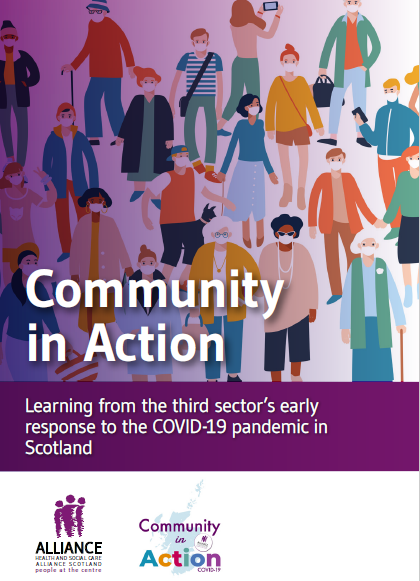 Community
in Action
Learning from the third sector's early
response to the COVID-19 pandemic in
Scotland
ALLIANCE
HEALTH AND SOCIAL CARE
ALLIANCE SCOTLAND
people at the centre
Community
in
Action
COVID-19